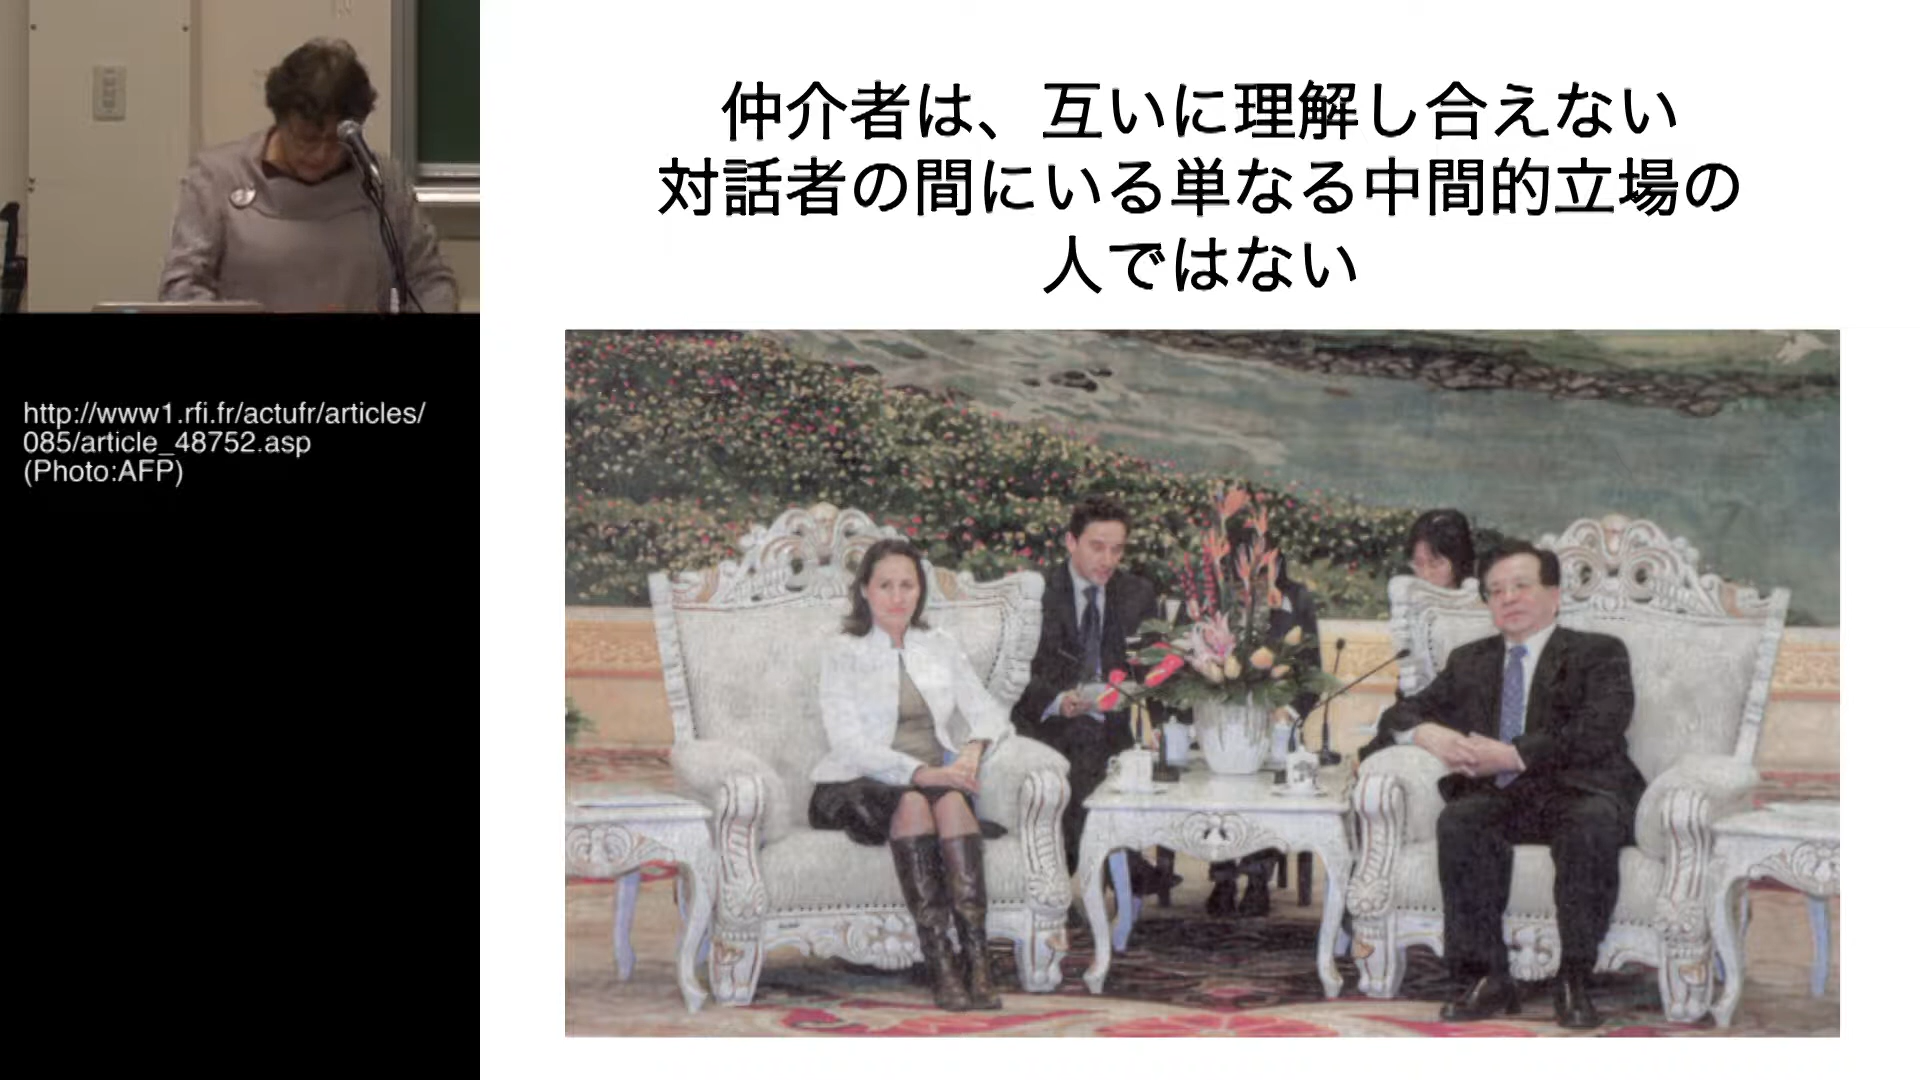 仲介者は、互いに理解し合えない
対話者の間にいる単なる中間的立場の
人ではない
http://www1.rfi.fr/actufr/articles/
085/article_48752.asp
(Photo:AFP)